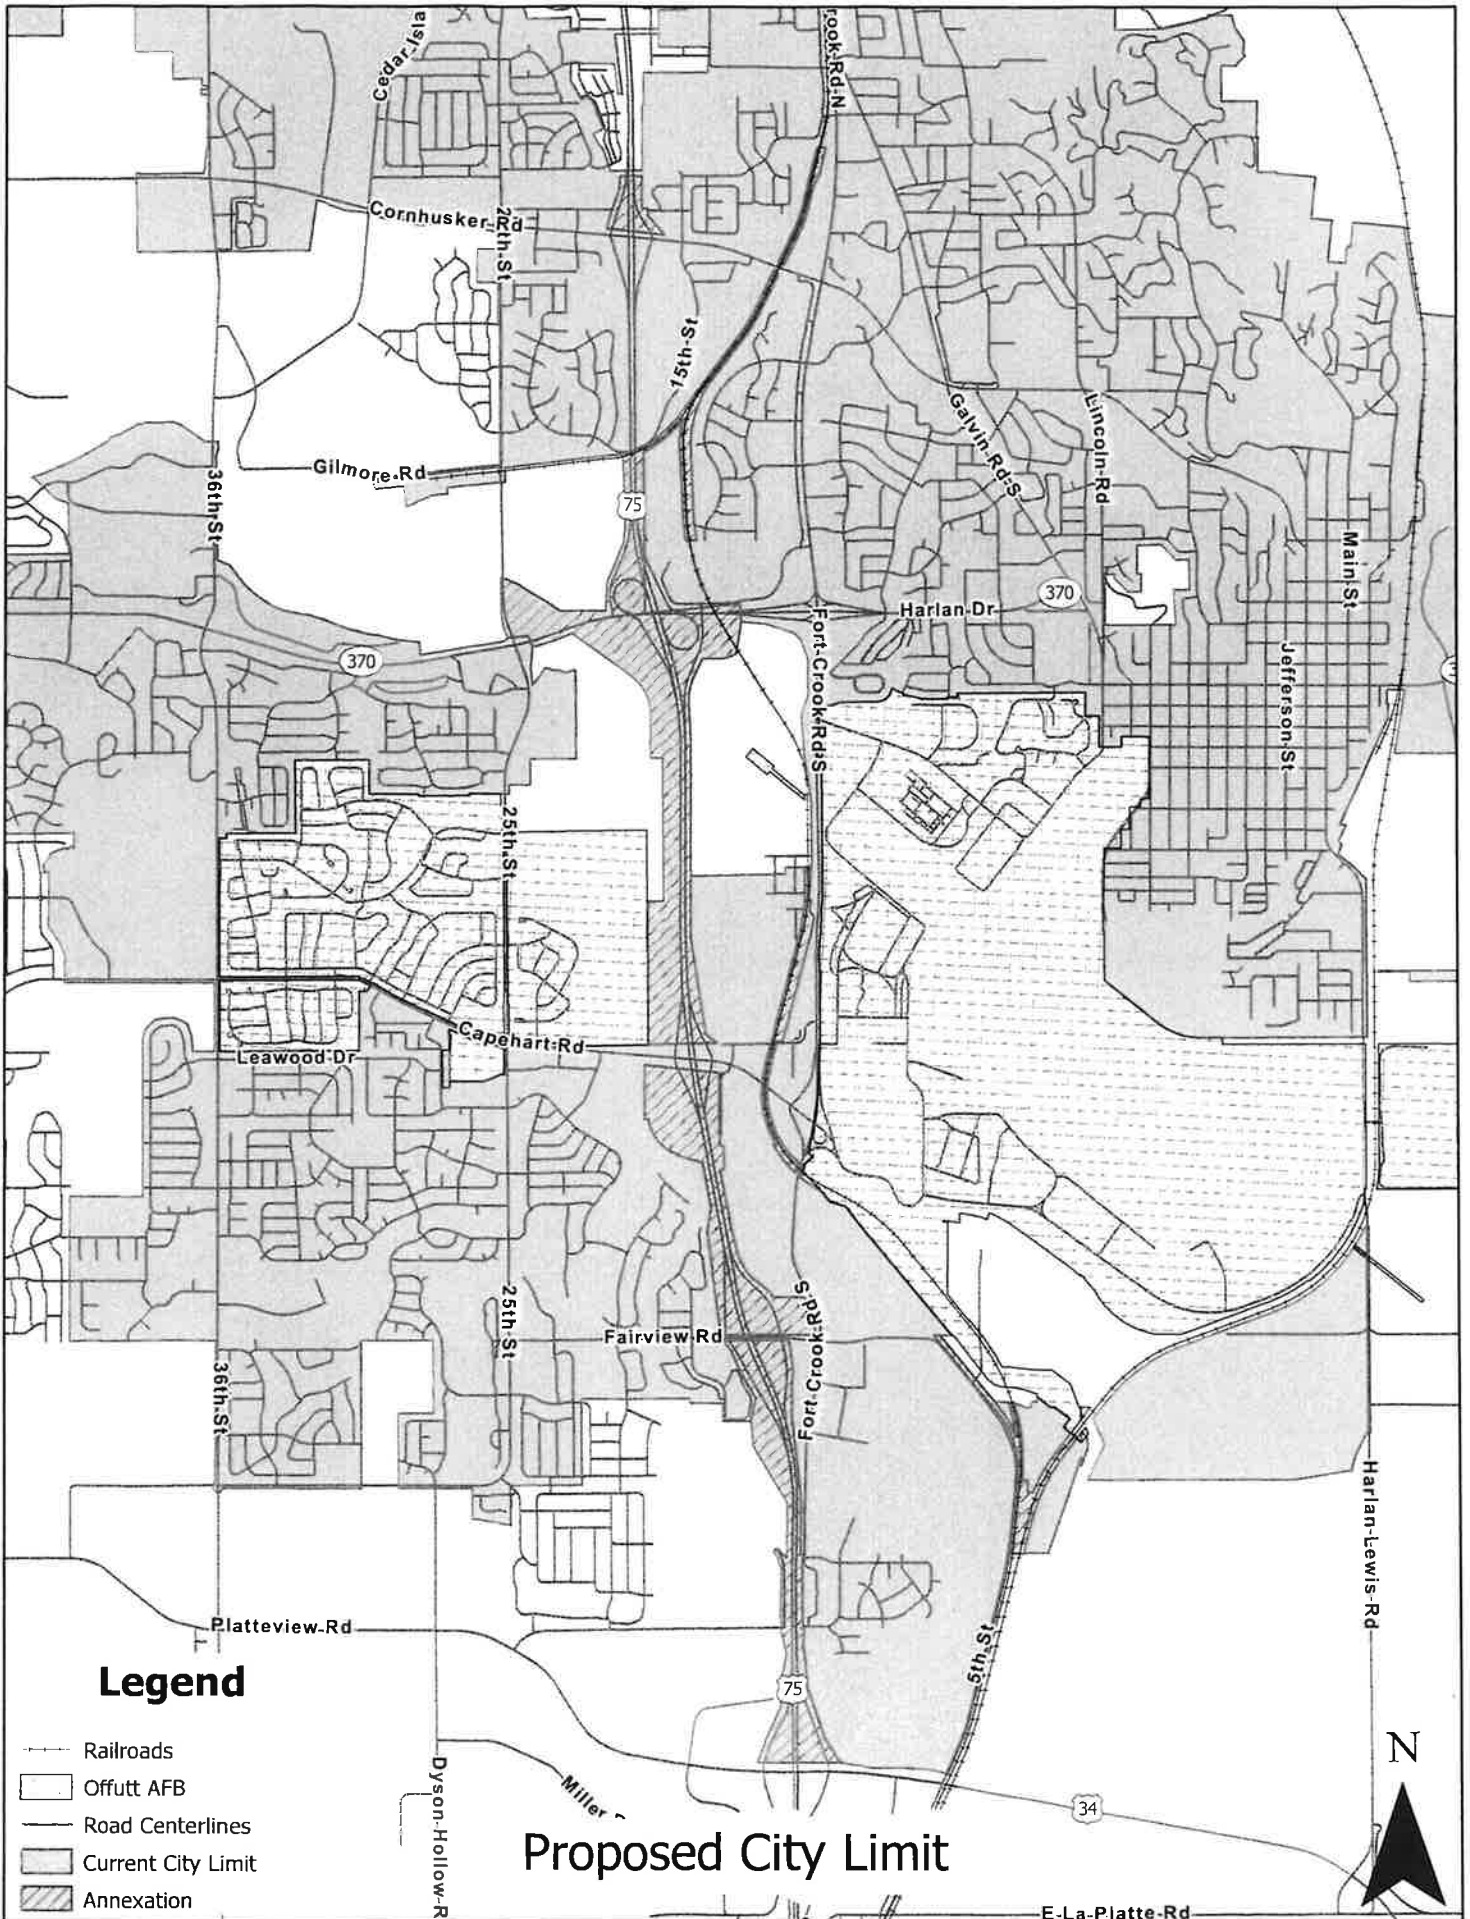 Cedar Isla
rook Rd N
Cornhusker Rd
25th St
15th St
Galvin Rd S
Lincoln Rd
Gilmore Rd
36th St
75
Main St
370
Harlan Dr
Fort Crook Rd S
370
Jefferson St
25th St
Capehart Rd
Leawood Dr
25th St
Fort Crook Rd S
Fairview Rd
36th St
Harlan-Lewis Rd
Platteview Rd
5th St
75
Legend
Railroads
Offutt AFB
Road Centerlines
Current City Limit
Annexation
Dyson-Hollow-R
Miller
34
N
Proposed City Limit
E-La-Platte-Rd